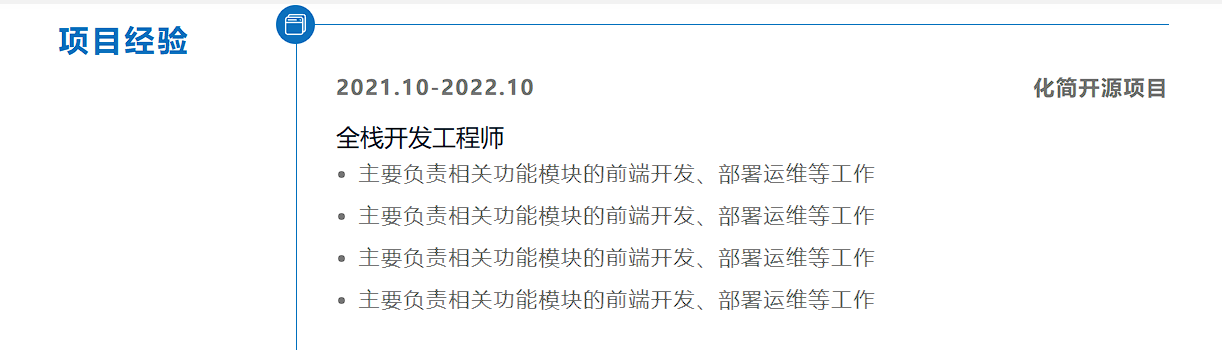 项目经验
2021.10-2022.10 化简开源项目
全栈开发工程师
• 主要负责相关功能模块的前端开发、部署运维等工作
• 主要负责相关功能模块的前端开发、部署运维等工作
• 主要负责相关功能模块的前端开发、部署运维等工作
• 主要负责相关功能模块的前端开发、部署运维等工作